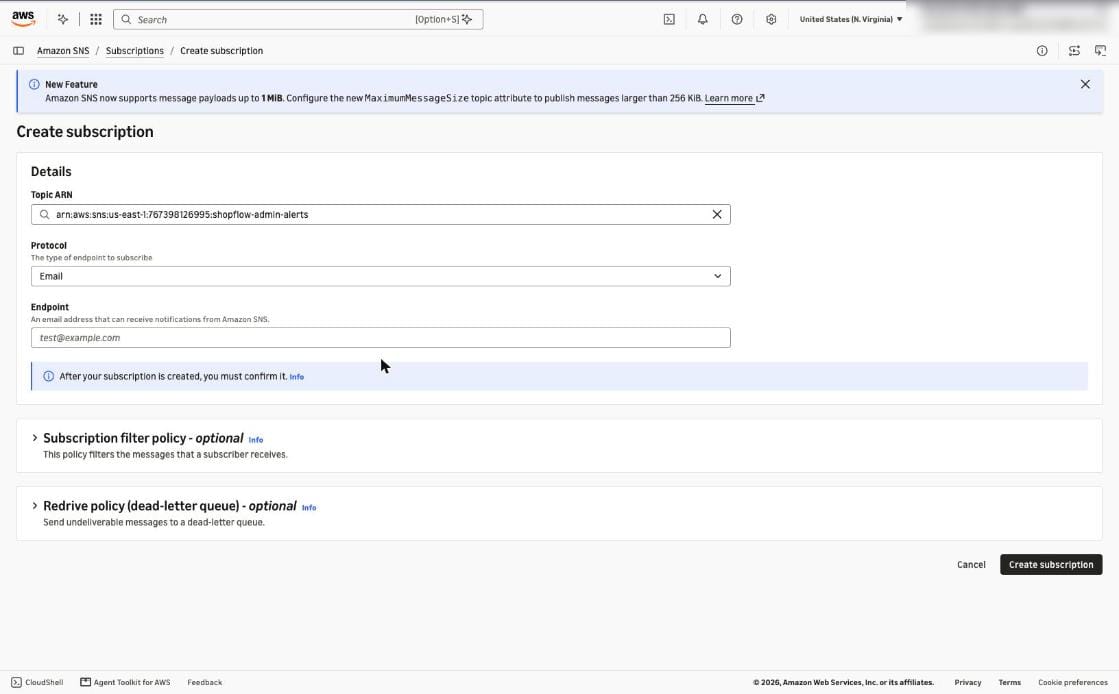 aws
Search [Option+S]
United States (N. Virginia)
Amazon SNS / Subscriptions / Create subscription
New Feature
Amazon SNS now supports message payloads up to 1 MiB. Configure the new MaximumMessageSize topic attribute to publish messages larger than 256 KiB. Learn more
Create subscription
Details
Topic ARN
arn:aws:sns:us-east-1:767398126995:shopflow-admin-alerts
Protocol
The type of endpoint to subscribe
Email
Endpoint
An email address that can receive notifications from Amazon SNS.
test@example.com
After your subscription is created, you must confirm it. Info
Subscription filter policy - optional Info
This policy filters the messages that a subscriber receives.
Redrive policy (dead-letter queue) - optional Info
Send undeliverable messages to a dead-letter queue.
Cancel Create subscription
CloudShell Agent Toolkit for AWS Feedback © 2026, Amazon Web Services, Inc. or its affiliates. Privacy Terms Cookie preferences